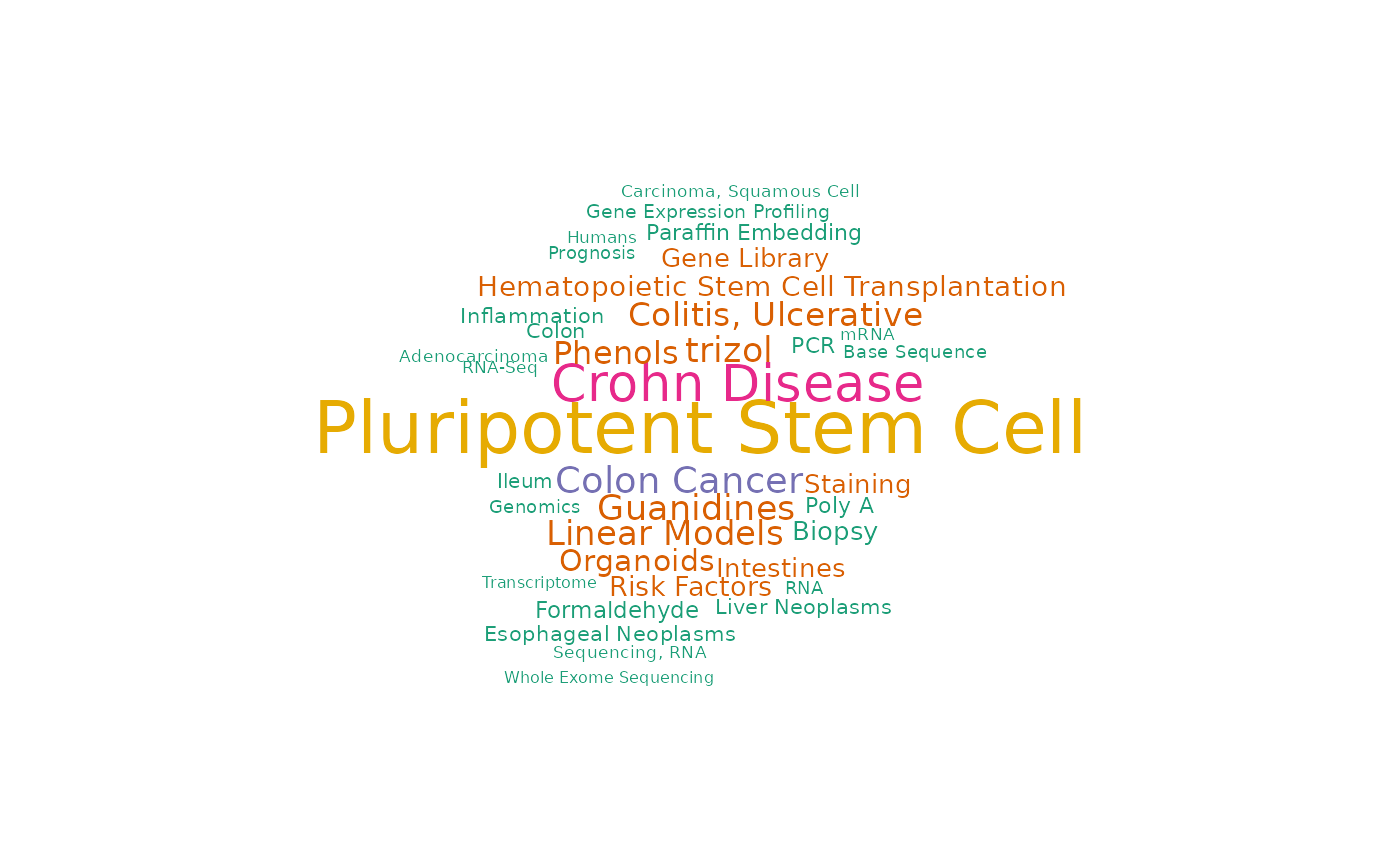 Carcinoma, Squamous Cell
Gene Expression Profiling
Humans
Paraffin Embedding
Prognosis
Gene Library
Hematopoietic Stem Cell Transplantation
Inflammation
Colitis, Ulcerative
Colon
mRNA
PCR
Base Sequence
Adenocarcinoma
Phenols
trizol
RNA-Seq
Crohn Disease
Pluripotent Stem Cell
Ileum
Colon Cancer
Staining
Genomics
Guanidines
Poly A
Linear Models
Biopsy
Organoids
Intestines
Transcriptome
Risk Factors
RNA
Formaldehyde
Liver Neoplasms
Esophageal Neoplasms
Sequencing, RNA
Whole Exome Sequencing